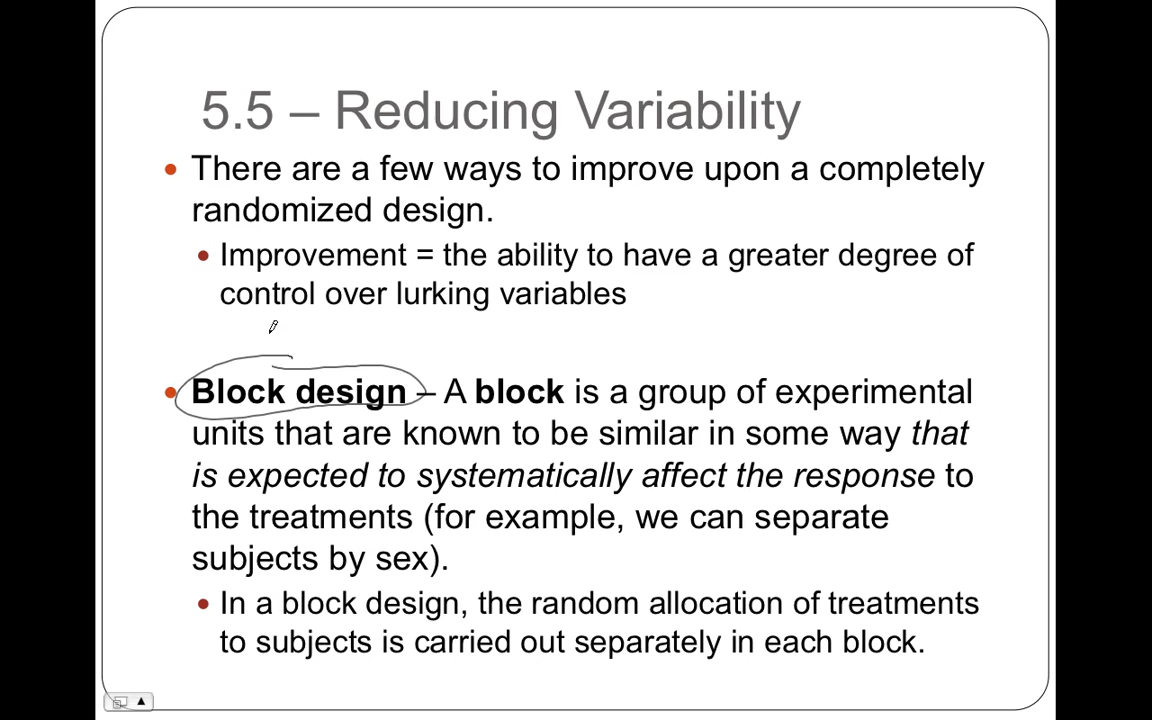 5.5 – Reducing Variability
• There are a few ways to improve upon a completely
randomized design.
• Improvement = the ability to have a greater degree of
control over lurking variables
• Block design – A block is a group of experimental
units that are known to be similar in some way that
is expected to systematically affect the response to
the treatments (for example, we can separate
subjects by sex).
• In a block design, the random allocation of treatments
to subjects is carried out separately in each block.